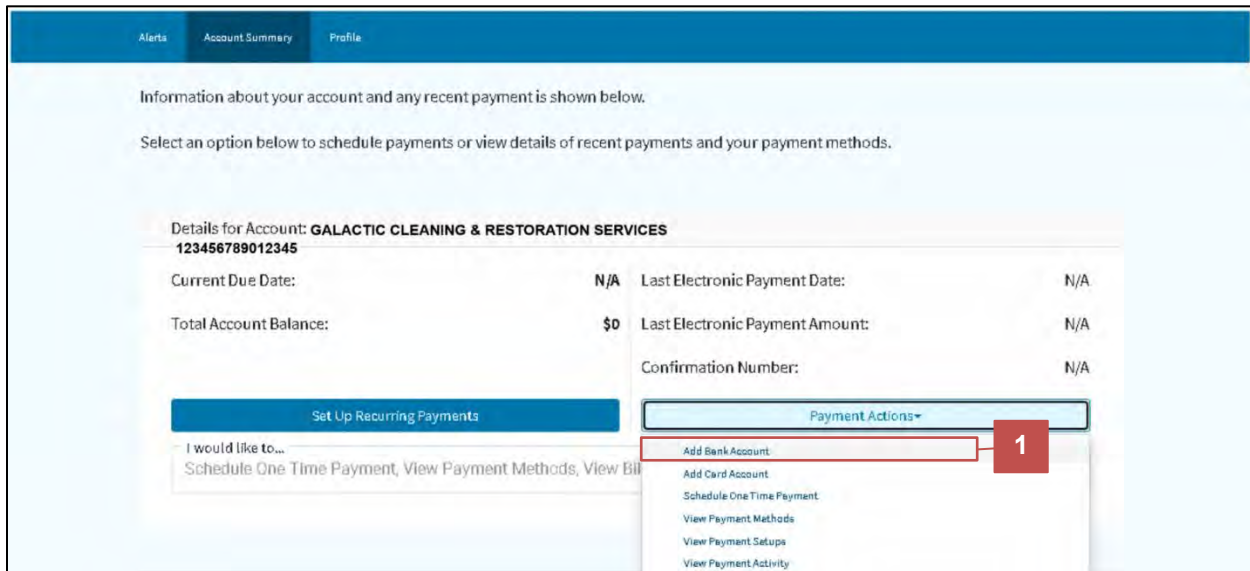 Alerts Account Summary Profile
Information about your account and any recent payment is shown below.
Select an option below to schedule payments or view details of recent payments and your payment methods.
Details for Account: GALACTIC CLEANING & RESTORATION SERVICES
123456789012345
Current Due Date: N/A Last Electronic Payment Date: N/A
Total Account Balance: $0 Last Electronic Payment Amount: N/A
Confirmation Number: N/A
Set Up Recurring Payments Payment Actions
I would like to...
Add Bank Account 1
Schedule One Time Payment, View Payment Methods, View Bil
Add Card Account
Schedule One Time Payment
View Payment Methods
View Payment Setups
View Payment Activity